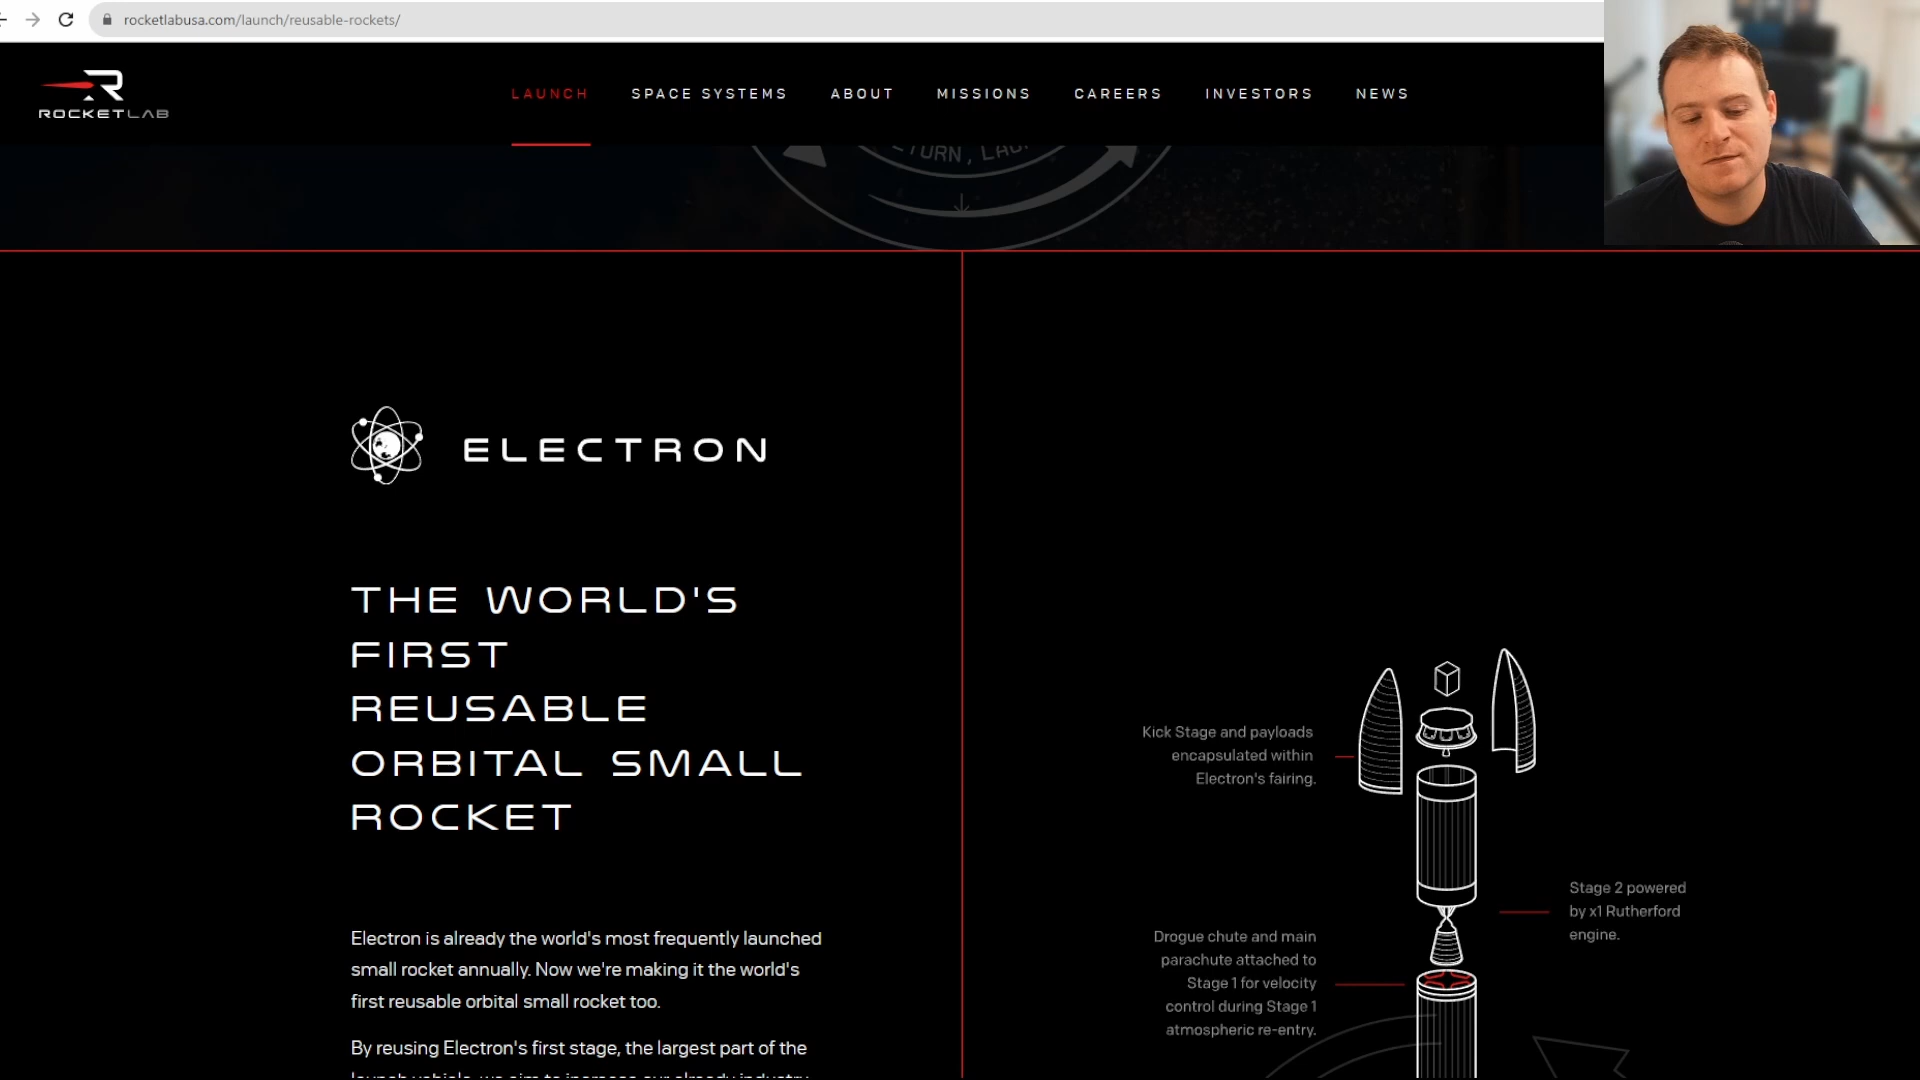 rocketlabusa.com/launch/reusable-rockets/
ROCKETLAB
LAUNCH
SPACE SYSTEMS
ABOUT
MISSIONS
CAREERS
INVESTORS
NEWS
ELECTRON
THE WORLD'S
FIRST
REUSABLE
ORBITAL SMALL
ROCKET
Electron is already the world's most frequently launched
small rocket annually. Now we're making it the world's
first reusable orbital small rocket too.
By reusing Electron's first stage, the largest part of the
Kick Stage and payloads
encapsulated within
Electron's fairing.
Stage 2 powered
by x1 Rutherford
engine.
Drogue chute and main
parachute attached to
Stage 1 for velocity
control during Stage 1
atmospheric re-entry.